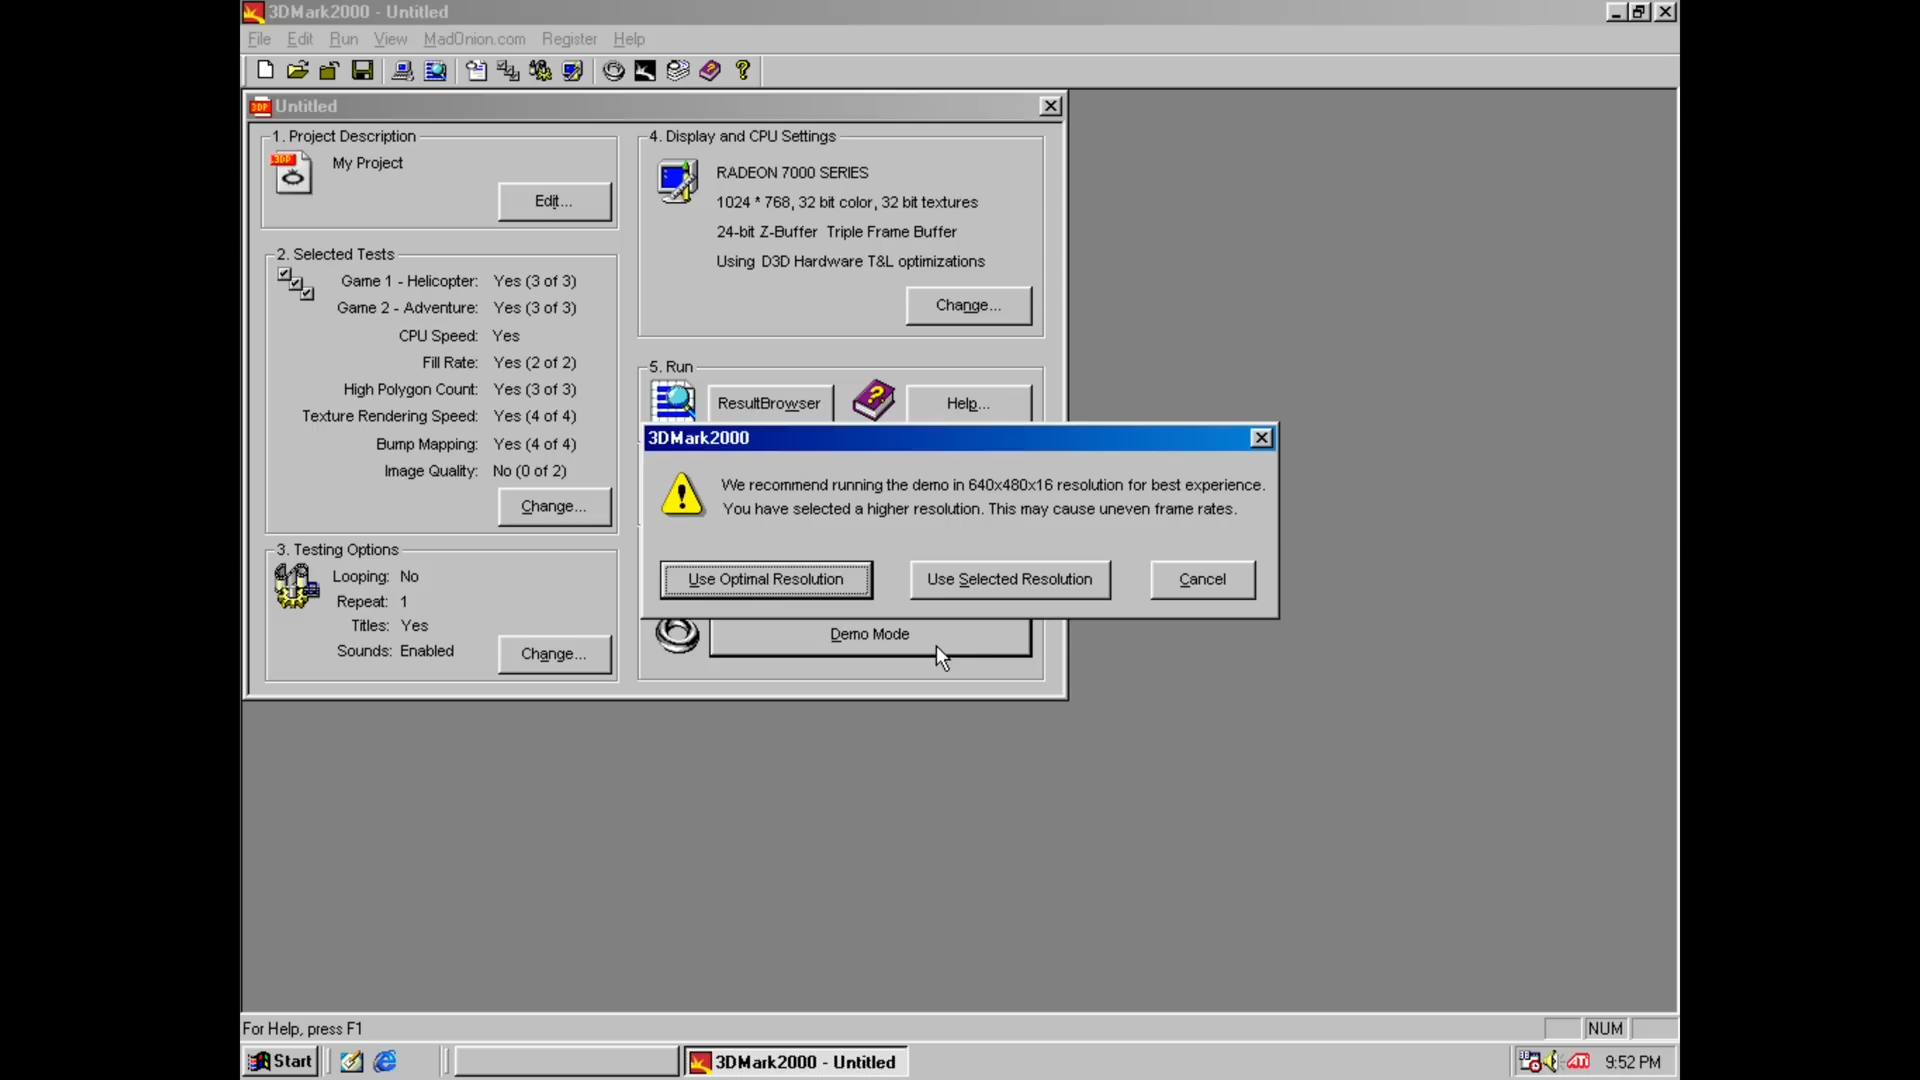 3DMark2000 - Untitled
File Edit Run View MadOnion.com Register Help
3DP Untitled
1. Project Description
3DP
My Project
Edit...
2. Selected Tests
Game 1 - Helicopter: Yes (3 of 3)
Game 2 - Adventure: Yes (3 of 3)
CPU Speed: Yes
Fill Rate: Yes (2 of 2)
High Polygon Count: Yes (3 of 3)
Texture Rendering Speed: Yes (4 of 4)
Bump Mapping: Yes (4 of 4)
Image Quality: No (0 of 2)
Change...
3. Testing Options
Looping: No
Repeat: 1
Titles: Yes
Sounds: Enabled
Change...
4. Display and CPU Settings
RADEON 7000 SERIES
1024 * 768, 32 bit color, 32 bit textures
24-bit Z-Buffer Triple Frame Buffer
Using D3D Hardware T&L optimizations
Change...
5. Run
ResultBrowser
Help...
3DMark2000
We recommend running the demo in 640x480x16 resolution for best experience.
You have selected a higher resolution. This may cause uneven frame rates.
Use Optimal Resolution
Use Selected Resolution
Cancel
Demo Mode
For Help, press F1
NUM
Start
3DMark2000 - Untitled
ATI
9:52 PM